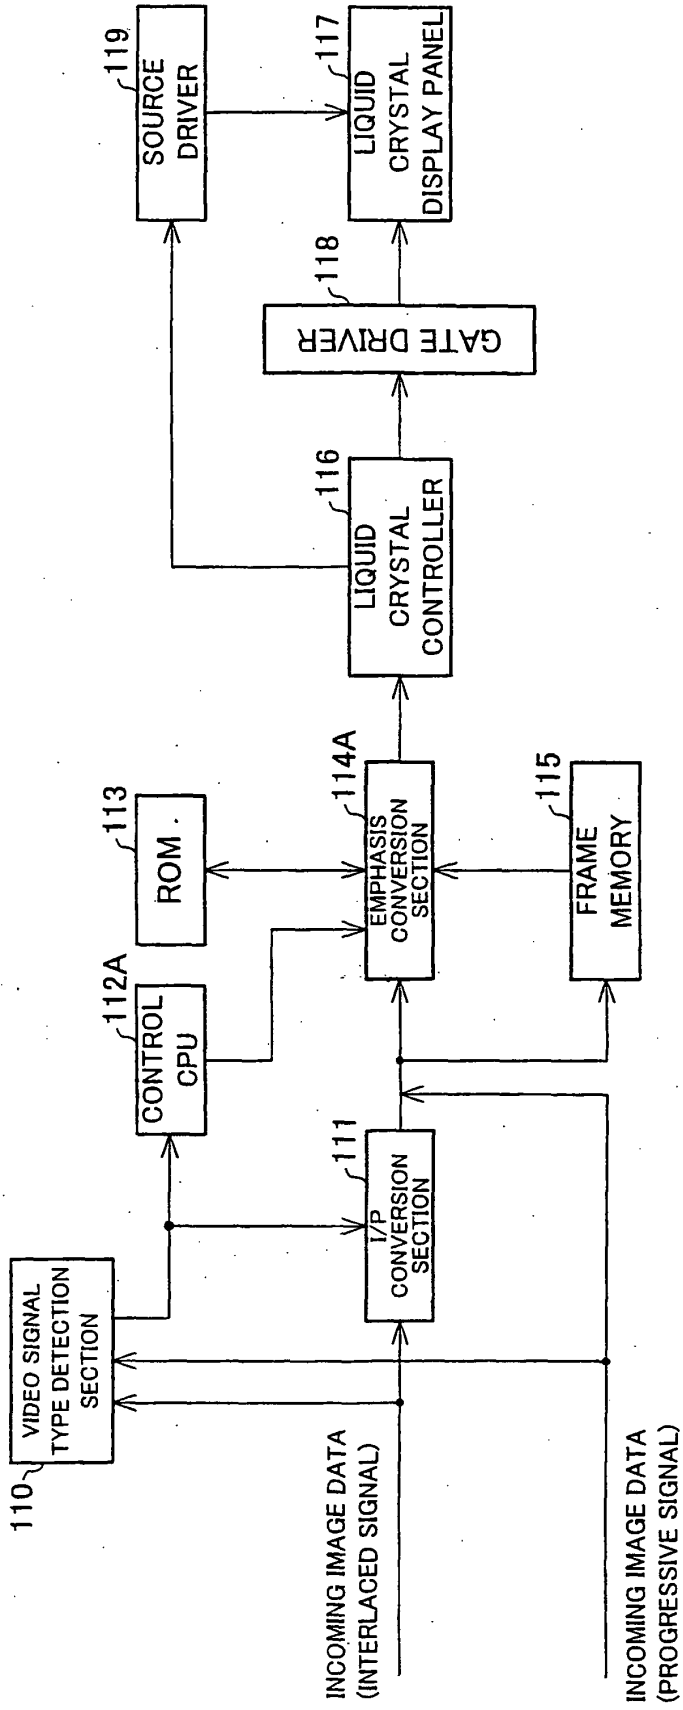 110
VIDEO SIGNAL
TYPE DETECTION
SECTION
INCOMING IMAGE DATA
(INTERLACED SIGNAL)
INCOMING IMAGE DATA
(PROGRESSIVE SIGNAL)
111
I/P
CONVERSION
SECTION
112A
CONTROL
CPU
113
ROM
114A
EMPHASIS
CONVERSION
SECTION
115
FRAME
MEMORY
116
LIQUID
CRYSTAL
CONTROLLER
118
GATE DRIVER
119
SOURCE
DRIVER
117
LIQUID
CRYSTAL
DISPLAY PANEL